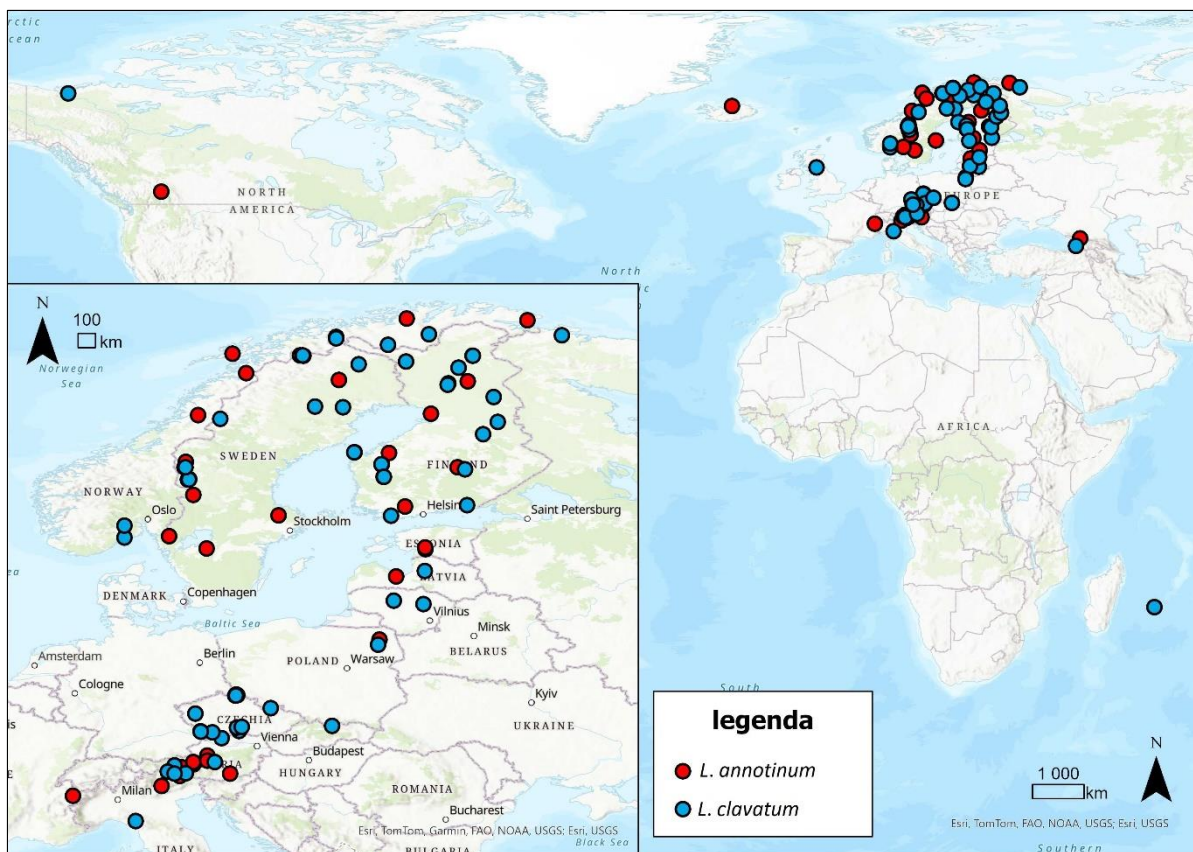 Arctic
Ocean
NORTH
AMERICA
North
EUROPE
AFRICA
South
Southern
N
100
km
Norwegian
Sea
SWEDEN
NORWAY
Oslo
Stockholm
FINLAND
Helsin
Saint Petersburg
ESTONIA
LATVIA
DENMARK
Copenhagen
Baltic Sea
Vilnius
Minsk
BELARUS
Amsterdam
Berlin
POLAND
Warsaw
Cologne
Kyiv
CZECHIA
UKRAINE
Vienna
Budapest
HUNGARY
Milan
ROMANIA
Bucharest
Esri, TomTom, Garmin, FAO, NOAA, USGS; Esri, USGS
ITALY
BULGARIA
Black Sea
legenda
L. annotinum
L. clavatum
N
1 000
km
Esri, TomTom, FAO, NOAA, USGS; Esri, USGS